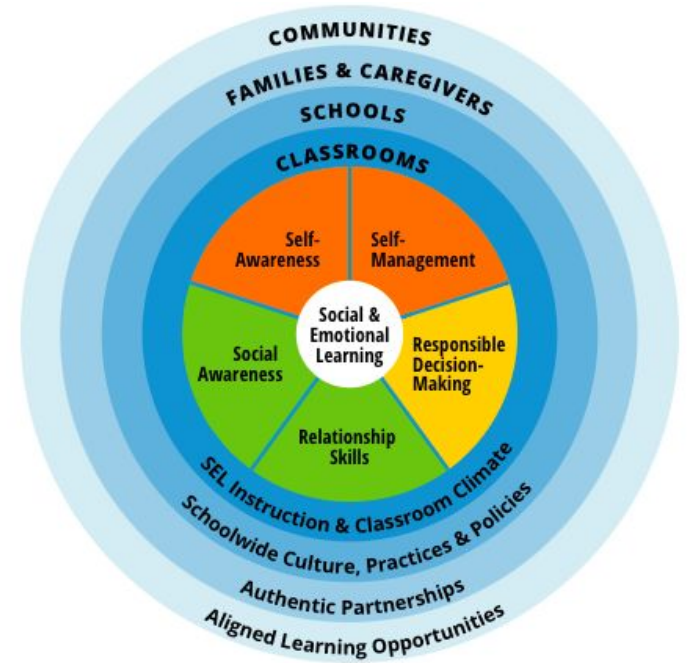 COMMUNITIES
FAMILIES & CAREGIVERS
SCHOOLS
CLASSROOMS
Self-
Awareness
Self-
Management
Social &
Emotional
Learning
Social
Awareness
Responsible
Decision-
Making
Relationship
Skills
SEL Instruction & Classroom Climate
Schoolwide Culture, Practices & Policies
Authentic Partnerships
Aligned Learning Opportunities